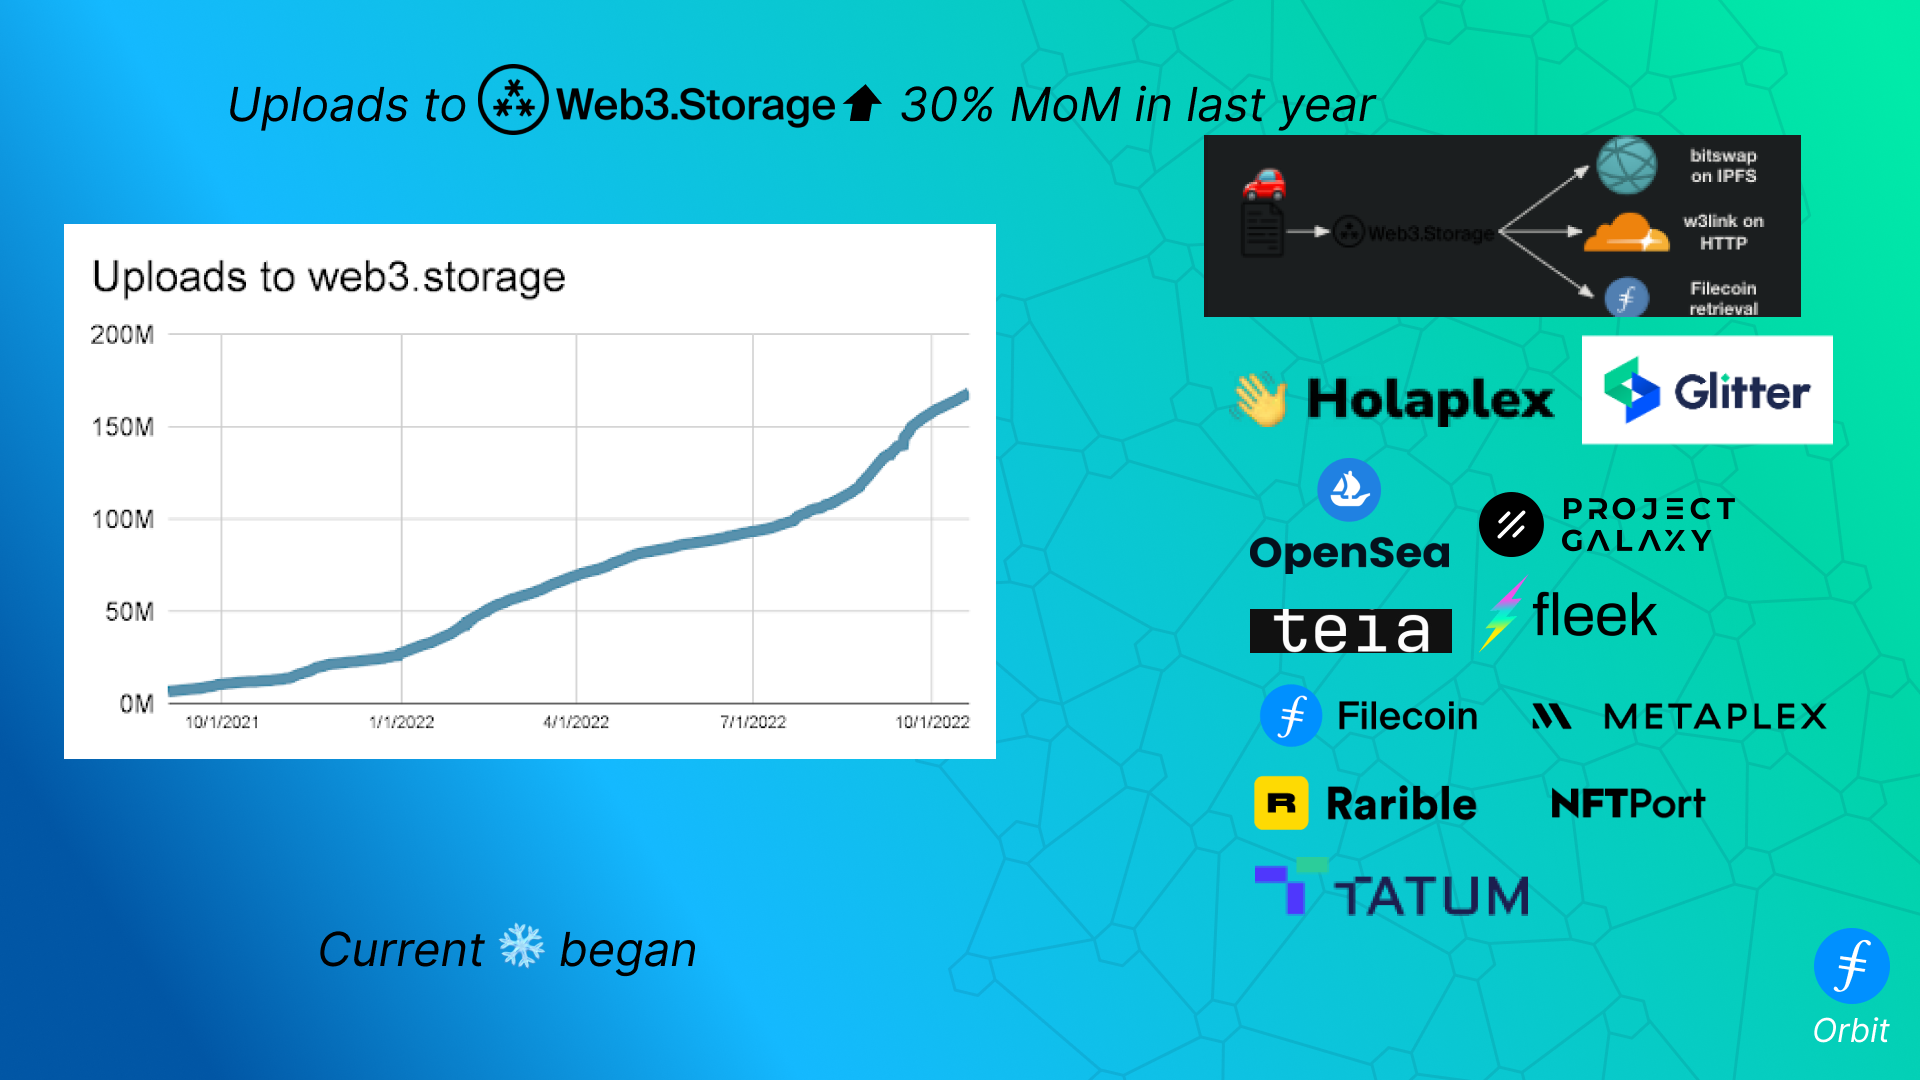 Uploads to Web3.Storage 30% MoM in last year
Uploads to web3.storage
200M
150M
100M
50M
0M
10/1/2021 1/1/2022 4/1/2022 7/1/2022 10/1/2022
Web3.Storage
bitswap
on IPFS
w3link on
HTTP
Filecoin
retrieval
Holaplex
Glitter
OpenSea
PROJECT
GALAXY
teia
fleek
Filecoin
METAPLEX
R Rarible
NFTPort
TATUM
Current ❄ began
Orbit